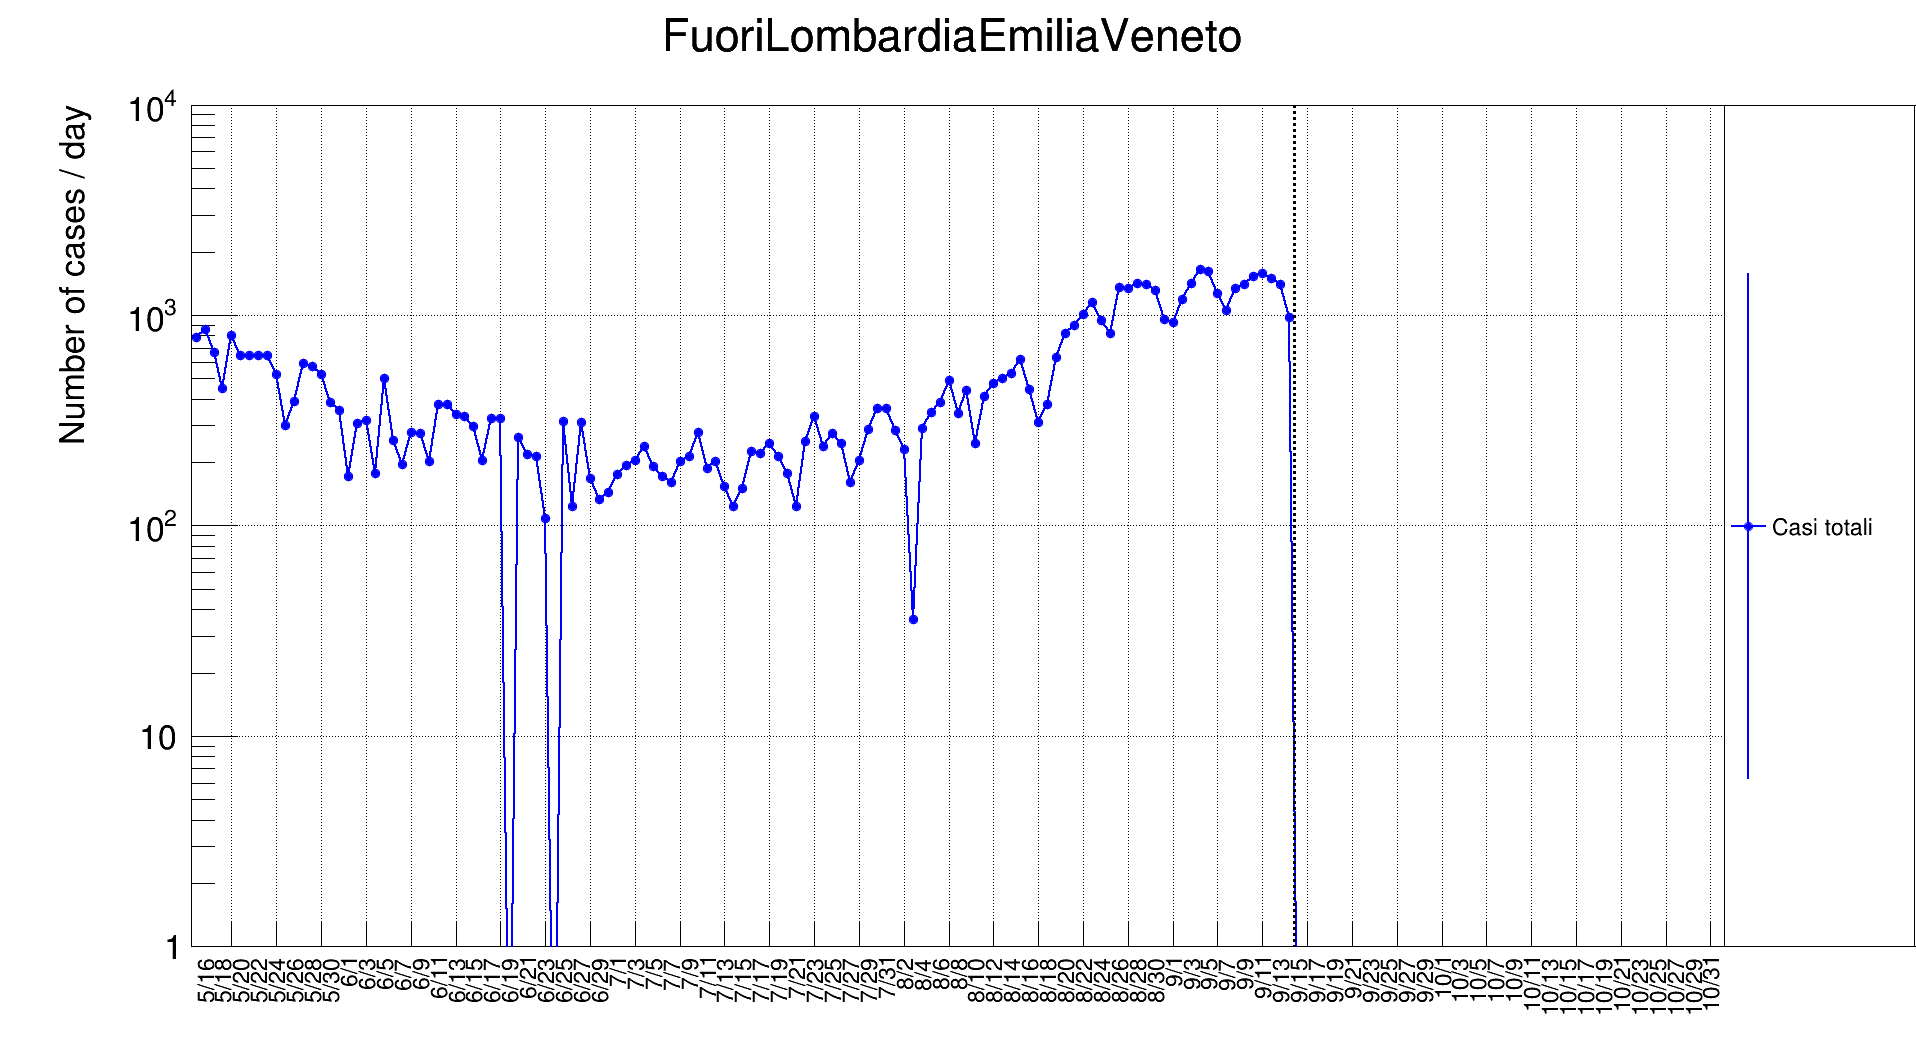 FuoriLombardiaEmiliaVeneto
Number of cases / day
10^4
10^3
10^2
10
1
5/16 5/18 5/20 5/22 5/24 5/26 5/28 5/30 6/1 6/3 6/5 6/7 6/9 6/11 6/13 6/15 6/17 6/19 6/21 6/23 6/25 6/27 6/29 7/1 7/3 7/5 7/7 7/9 7/11 7/13 7/15 7/17 7/19 7/21 7/23 7/25 7/27 7/29 7/31 8/2 8/4 8/6 8/8 8/10 8/12 8/14 8/16 8/18 8/20 8/22 8/24 8/26 8/28 8/30 9/1 9/3 9/5 9/7 9/9 9/11 9/13 9/15 9/17 9/19 9/21 9/23 9/25 9/27 9/29 10/1 10/3 10/5 10/7 10/9 10/11 10/13 10/15 10/17 10/19 10/21 10/23 10/25 10/27 10/29 10/31
Casi totali